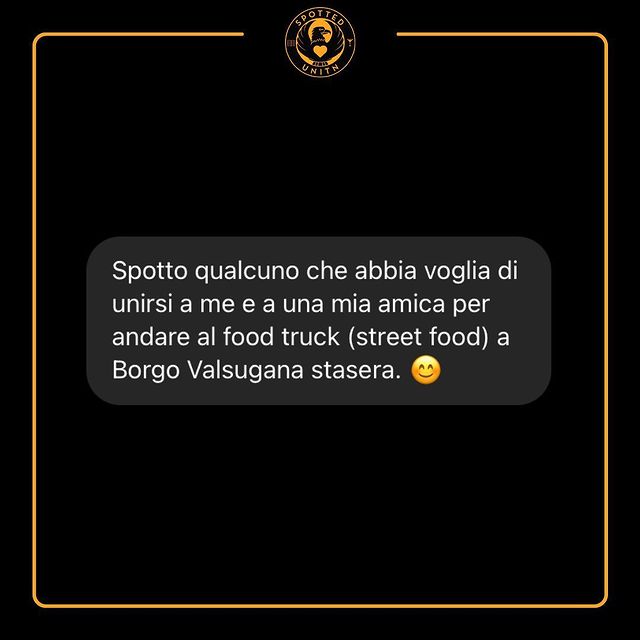 SPOTTED
UNITN
Spotto qualcuno che abbia voglia di
unirsi a me e a una mia amica per
andare al food truck (street food) a
Borgo Valsugana stasera. 😊